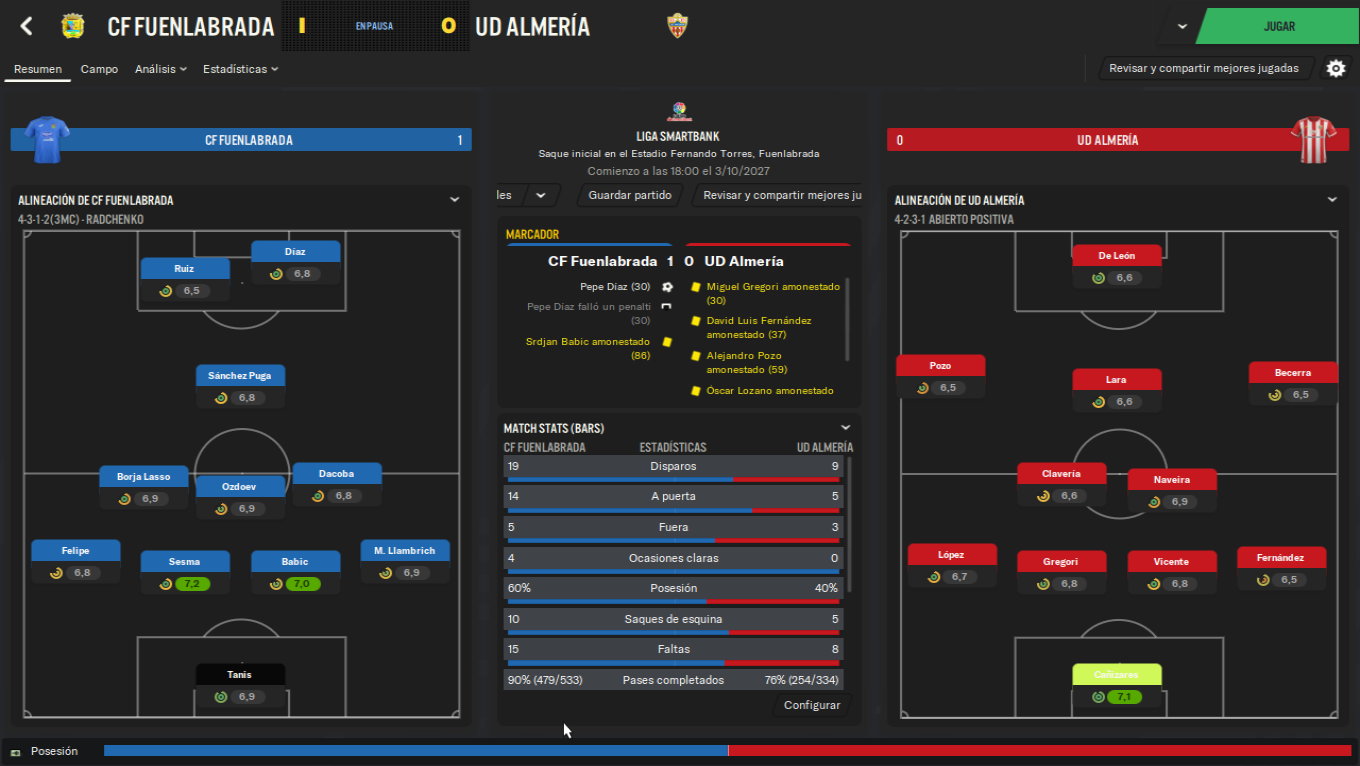 CF FUENLABRADA
1
EN PAUSA
0
UD ALMERÍA
JUGAR
Resumen
Campo
Análisis
Estadísticas
Revisar y compartir mejores jugadas
CF FUENLABRADA
1
LIGA SMARTBANK
Saque inicial en el Estadio Fernando Torres, Fuenlabrada
Comienzo a las 18:00 el 3/10/2027
les
Guardar partido
Revisar y compartir mejores ju
0
UD ALMERÍA
ALINEACIÓN DE CF FUENLABRADA
4-3-1-2(3MC) - RADCHENKO
Díaz
6,8
Ruiz
6,5
Sánchez Puga
6,8
Borja Lasso
6,9
Ozdoev
6,9
Dacoba
6,8
Felipe
6,8
Sesma
7,2
Babic
7,0
M. Llambrich
6,9
Tanis
6,9
MARCADOR
CF Fuenlabrada 1 0 UD Almería
Pepe Díaz (30)
Pepe Díaz falló un penalti
(30)
Srdjan Babic amonestado
(86)
Miguel Gregori amonestado
(30)
David Luis Fernández
amonestado (37)
Alejandro Pozo
amonestado (59)
Óscar Lozano amonestado
MATCH STATS (BARS)
CF FUENLABRADA ESTADÍSTICAS UD ALMERÍA
19 Disparos 9
14 A puerta 5
5 Fuera 3
4 Ocasiones claras 0
60% Posesión 40%
10 Saques de esquina 5
15 Faltas 8
90% (479/533) Pases completados 76% (254/334)
Configurar
ALINEACIÓN DE UD ALMERÍA
4-2-3-1 ABIERTO POSITIVA
De León
6,6
Pozo
6,5
Lara
6,6
Becerra
6,5
Clavería
6,6
Naveira
6,9
López
6,7
Gregori
6,8
Vicente
6,8
Fernández
6,5
Cañizares
7,1
Posesión